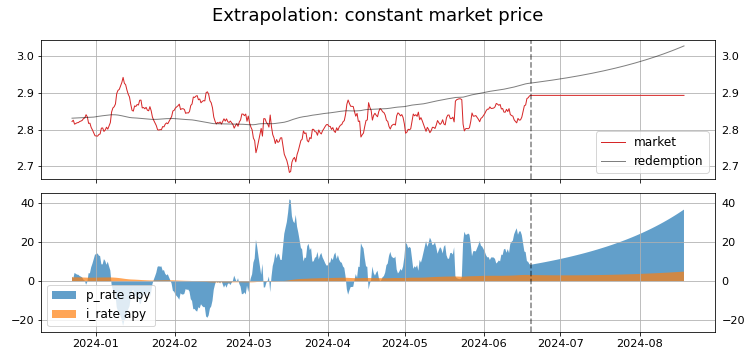 Extrapolation: constant market price
3.0 3.0
2.9 2.9
2.8 2.8
2.7 2.7
market
redemption
40 40
20 20
0 0
−20 −20
p_rate apy
i_rate apy
2024-01 2024-02 2024-03 2024-04 2024-05 2024-06 2024-07 2024-08